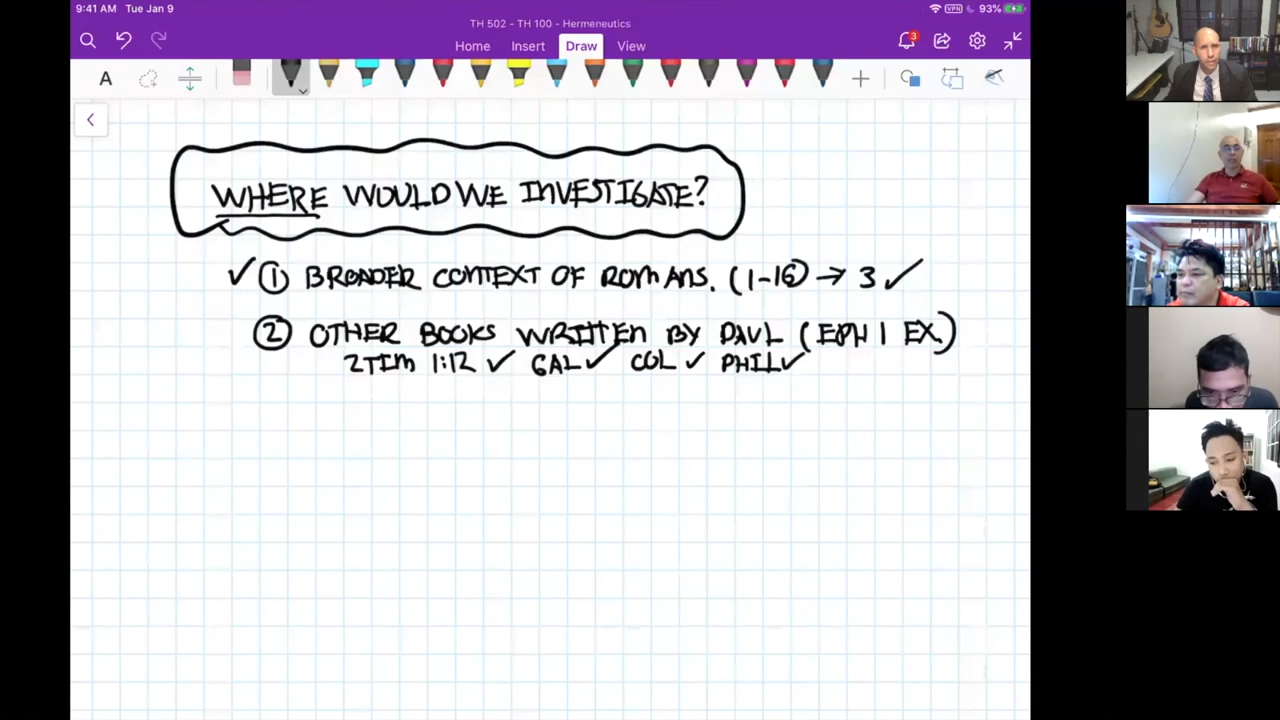 9:41 AM Tue Jan 9
VPN 93%
TH 502 - TH 100 - Hermeneutics
Home Insert Draw View
3
A
WHERE WOULD WE INVESTIGATE?
✓ ① BROADER CONTEXT OF ROMANS. (1-16) → 3 ✓
② OTHER BOOKS WRITTEN BY PAUL (EPH 1 EX.)
2TIM 1:12 ✓ GAL ✓ COL ✓ PHIL ✓